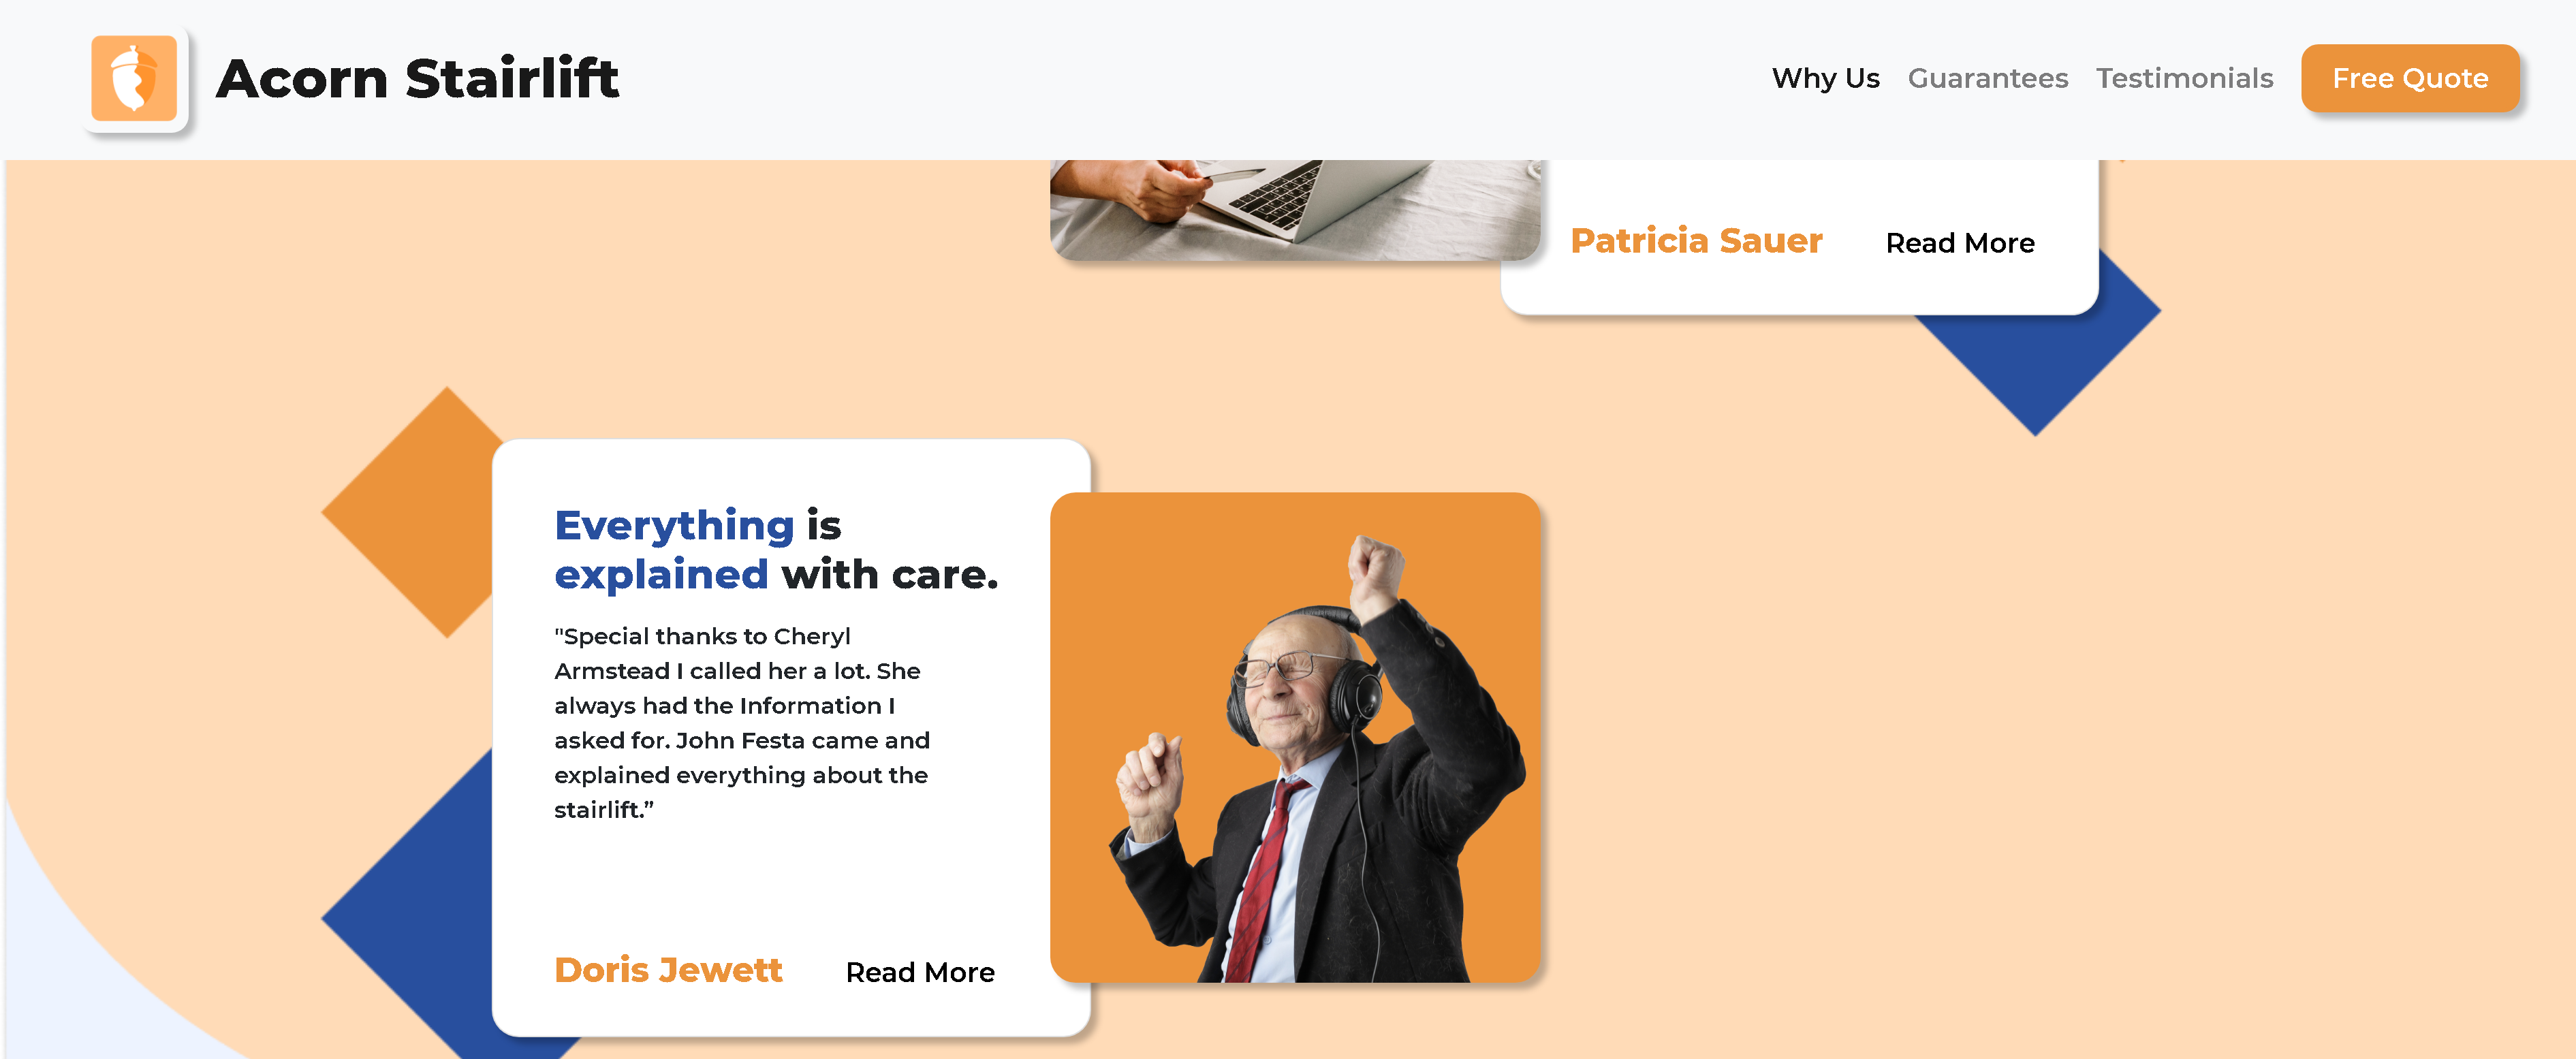 Acorn Stairlift
Why Us
Guarantees
Testimonials
Free Quote
Patricia Sauer
Read More
Everything is
explained with care.
"Special thanks to Cheryl
Armstead I called her a lot. She
always had the Information I
asked for. John Festa came and
explained everything about the
stairlift.”
Doris Jewett
Read More